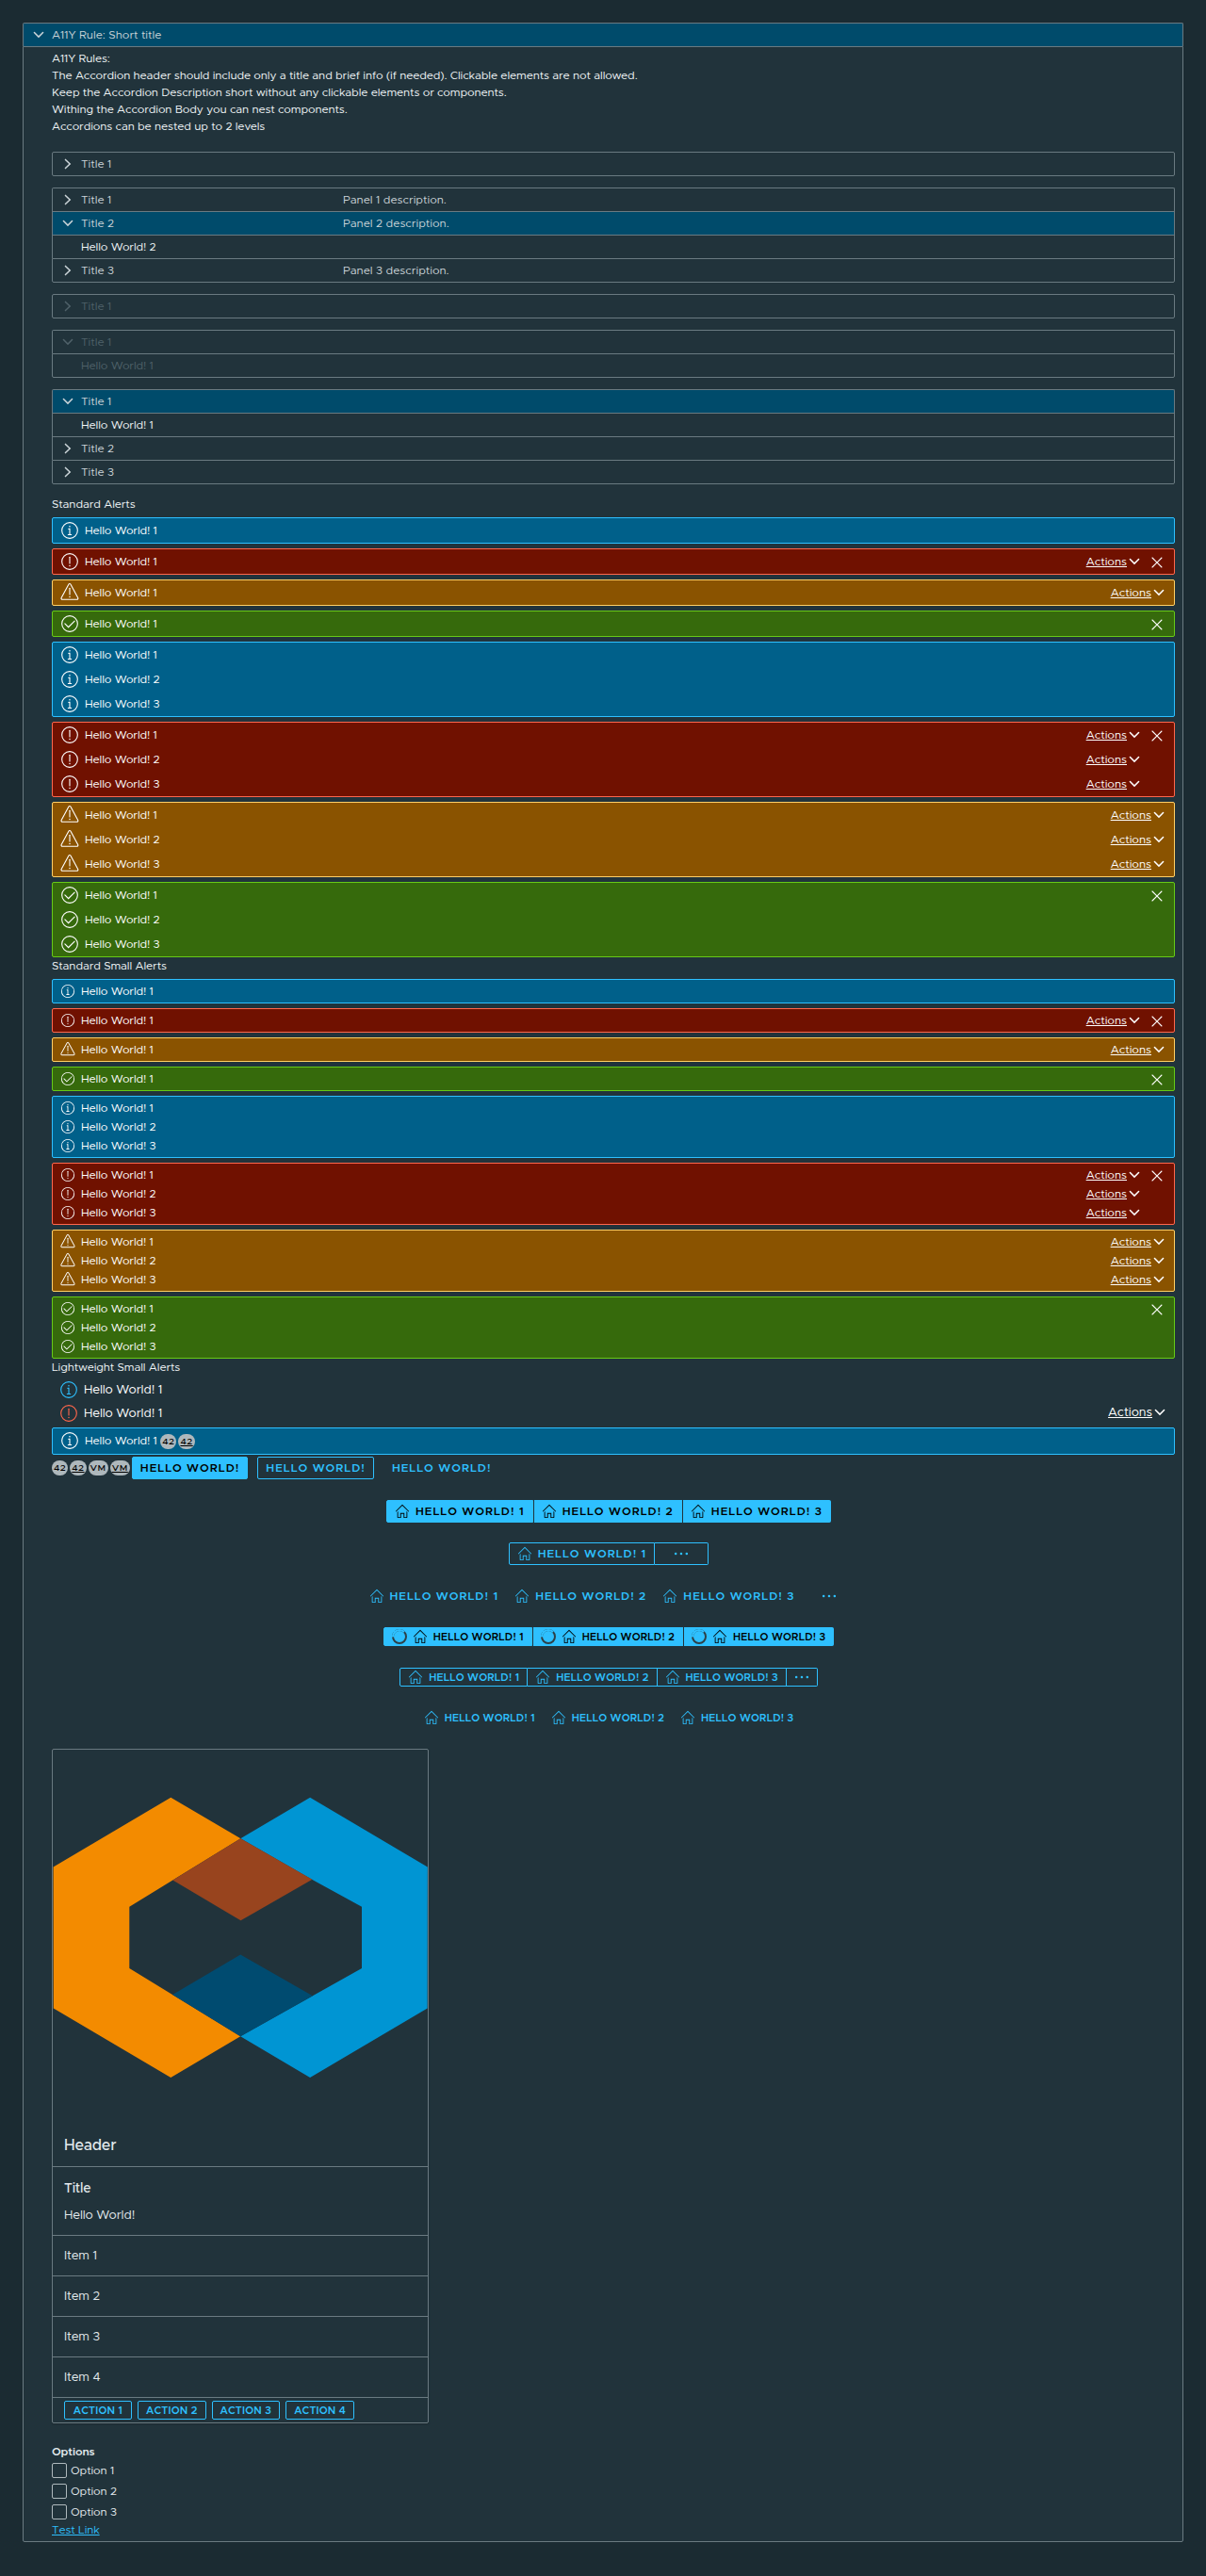 A11Y Rule: Short title
A11Y Rules:
The Accordion header should include only a title and brief info (if needed). Clickable elements are not allowed.
Keep the Accordion Description short without any clickable elements or components.
Withing the Accordion Body you can nest components.
Accordions can be nested up to 2 levels
Title 1
Title 1 Panel 1 description.
Title 2 Panel 2 description.
Hello World! 2
Title 3 Panel 3 description.
Title 1
Title 1
Hello World! 1
Title 1
Hello World! 1
Title 2
Title 3
Standard Alerts
Hello World! 1
Hello World! 1 Actions
Hello World! 1 Actions
Hello World! 1
Hello World! 1
Hello World! 2
Hello World! 3
Hello World! 1 Actions
Hello World! 2 Actions
Hello World! 3 Actions
Hello World! 1 Actions
Hello World! 2 Actions
Hello World! 3 Actions
Hello World! 1
Hello World! 2
Hello World! 3
Standard Small Alerts
Hello World! 1
Hello World! 1 Actions
Hello World! 1 Actions
Hello World! 1
Hello World! 1
Hello World! 2
Hello World! 3
Hello World! 1 Actions
Hello World! 2 Actions
Hello World! 3 Actions
Hello World! 1 Actions
Hello World! 2 Actions
Hello World! 3 Actions
Hello World! 1
Hello World! 2
Hello World! 3
Lightweight Small Alerts
Hello World! 1
Hello World! 1 Actions
Hello World! 1 42 42
42 42 VM VM HELLO WORLD! HELLO WORLD! HELLO WORLD!
HELLO WORLD! 1 HELLO WORLD! 2 HELLO WORLD! 3
HELLO WORLD! 1 ...
HELLO WORLD! 1 HELLO WORLD! 2 HELLO WORLD! 3 ...
HELLO WORLD! 1 HELLO WORLD! 2 HELLO WORLD! 3
HELLO WORLD! 1 HELLO WORLD! 2 HELLO WORLD! 3 ...
HELLO WORLD! 1 HELLO WORLD! 2 HELLO WORLD! 3
Header
Title
Hello World!
Item 1
Item 2
Item 3
Item 4
ACTION 1 ACTION 2 ACTION 3 ACTION 4
Options
Option 1
Option 2
Option 3
Test Link